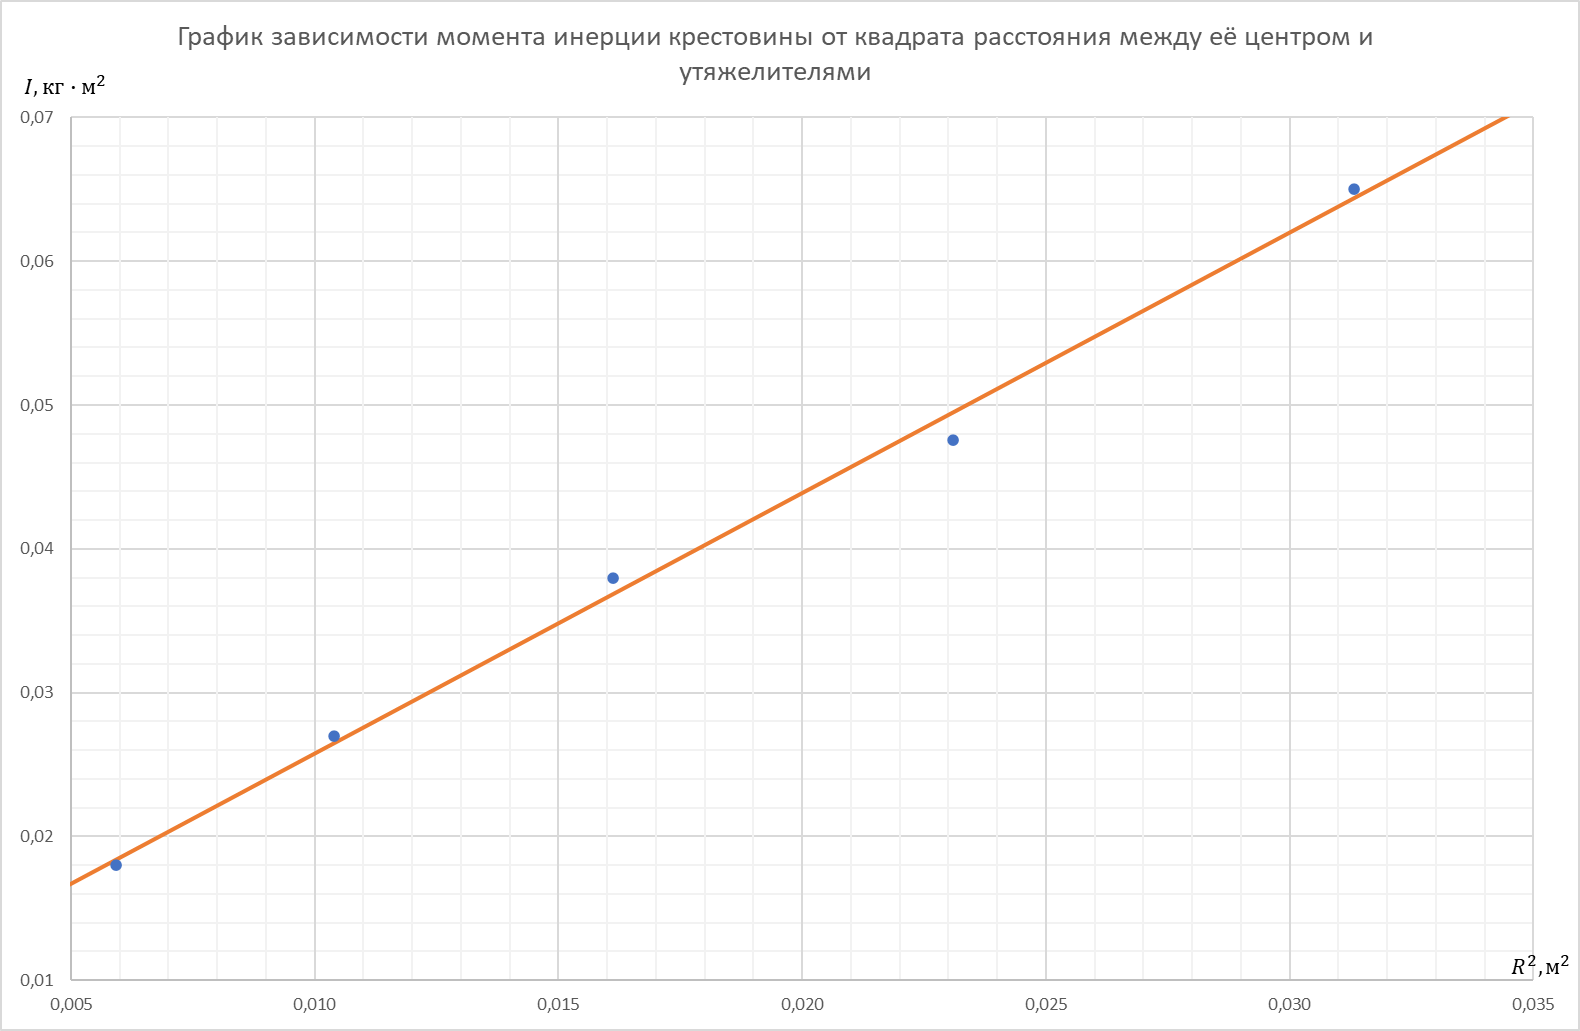 График зависимости момента инерции крестовины от квадрата расстояния между её центром и
утяжелителями
I, кг · м²
0,07
0,06
0,05
0,04
0,03
0,02
0,01
R², м²
0,005 0,010 0,015 0,020 0,025 0,030 0,035